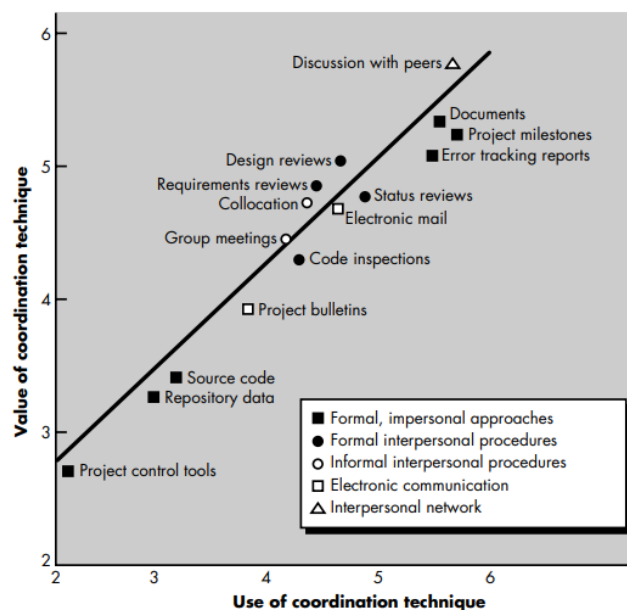 6
Discussion with peers
Documents
Project milestones
Error tracking reports
5
Design reviews
Requirements reviews
Status reviews
Collocation
Electronic mail
Group meetings
Code inspections
4
Project bulletins
Source code
Repository data
3
Project control tools
2
Formal, impersonal approaches
Formal interpersonal procedures
Informal interpersonal procedures
Electronic communication
Interpersonal network
2 3 4 5 6
Use of coordination technique
Value of coordination technique